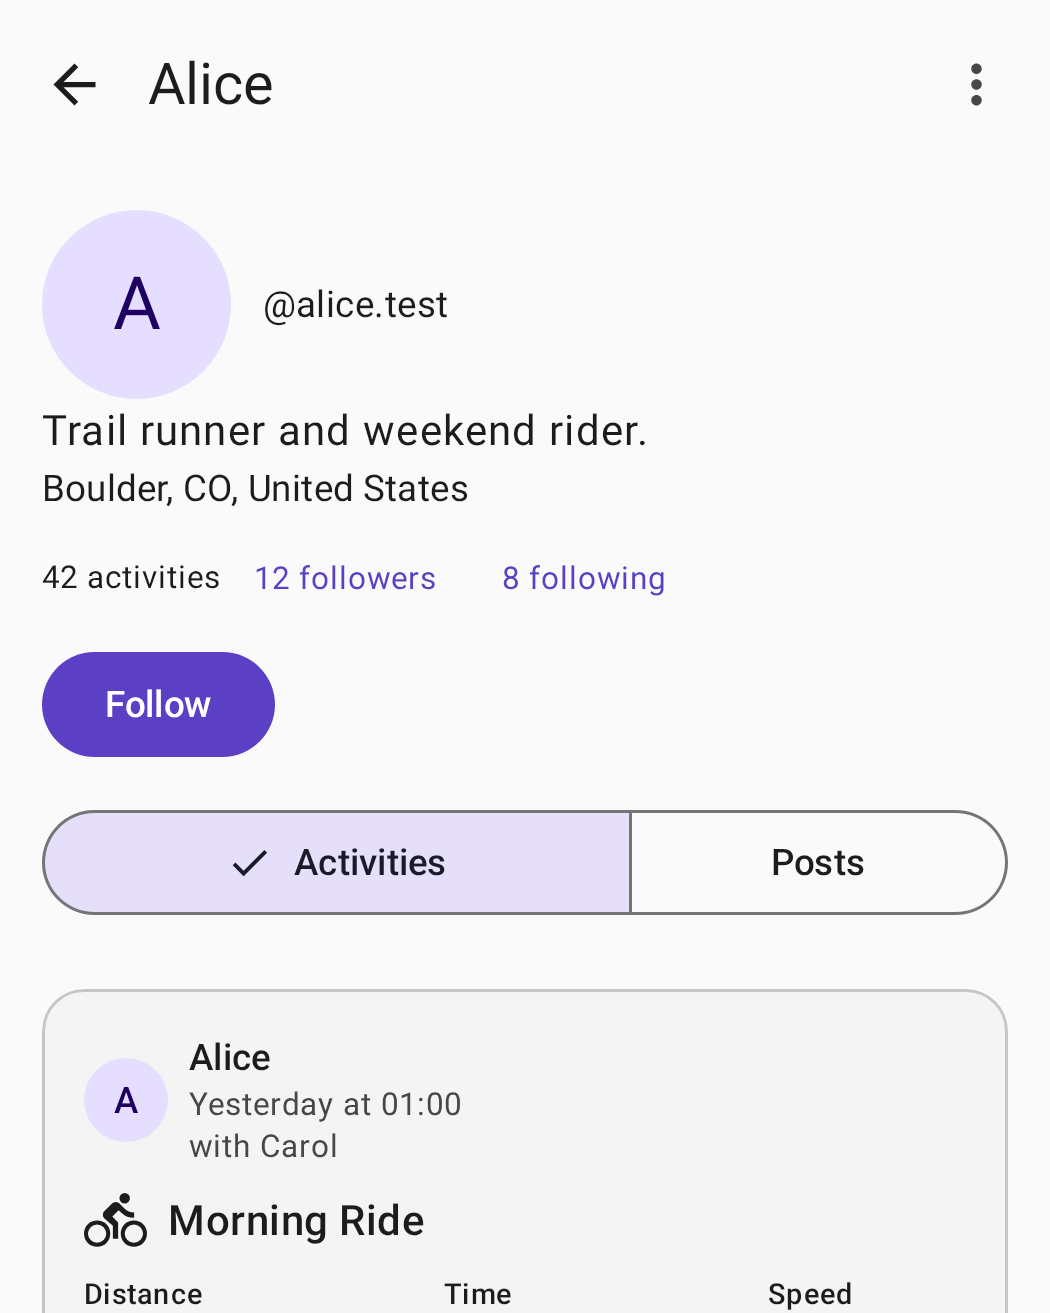 Alice
A
@alice.test
Trail runner and weekend rider.
Boulder, CO, United States
42 activities 12 followers 8 following
Follow
Activities Posts
Alice
A
Yesterday at 01:00
with Carol
Morning Ride
Distance Time Speed